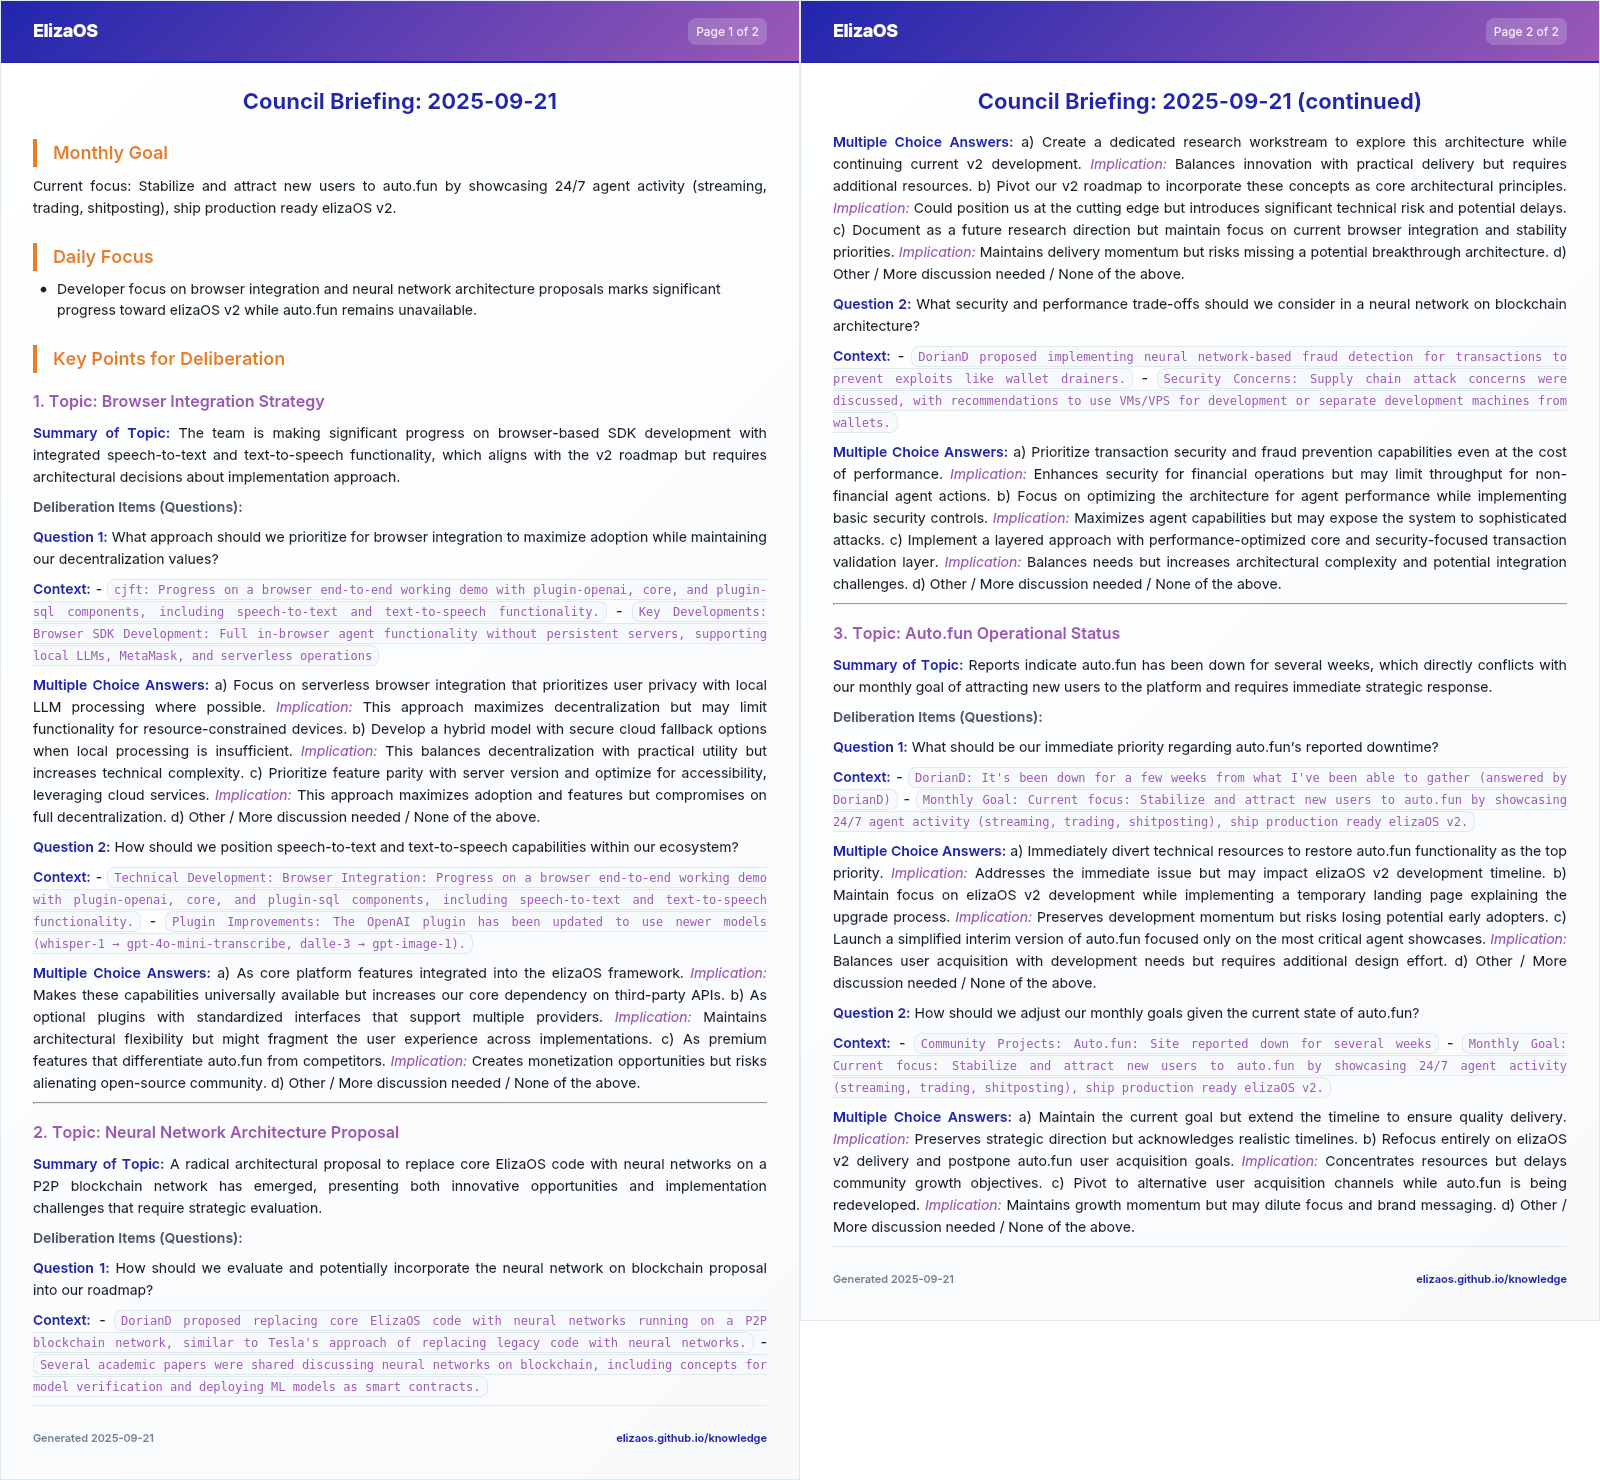 ElizaOS
Page 1 of 2
Council Briefing: 2025-09-21
Monthly Goal
Current focus: Stabilize and attract new users to auto.fun by showcasing 24/7 agent activity (streaming,
trading, shitposting), ship production ready elizaOS v2.
Daily Focus
• Developer focus on browser integration and neural network architecture proposals marks significant
progress toward elizaOS v2 while auto.fun remains unavailable.
Key Points for Deliberation
1. Topic: Browser Integration Strategy
Summary of Topic: The team is making significant progress on browser-based SDK development with
integrated speech-to-text and text-to-speech functionality, which aligns with the v2 roadmap but requires
architectural decisions about implementation approach.
Deliberation Items (Questions):
Question 1: What approach should we prioritize for browser integration to maximize adoption while maintaining
our decentralization values?
Context: - cjft: Progress on a browser end-to-end working demo with plugin-openai, core, and plugin-
sql components, including speech-to-text and text-to-speech functionality. - Key Developments:
Browser SDK Development: Full in-browser agent functionality without persistent servers, supporting
local LLMs, MetaMask, and serverless operations
Multiple Choice Answers: a) Focus on serverless browser integration that prioritizes user privacy with local
LLM processing where possible. Implication: This approach maximizes decentralization but may limit
functionality for resource-constrained devices. b) Develop a hybrid model with secure cloud fallback options
when local processing is insufficient. Implication: This balances decentralization with practical utility but
increases technical complexity. c) Prioritize feature parity with server version and optimize for accessibility,
leveraging cloud services. Implication: This approach maximizes adoption and features but compromises on
full decentralization. d) Other / More discussion needed / None of the above.
Question 2: How should we position speech-to-text and text-to-speech capabilities within our ecosystem?
Context: - Technical Development: Browser Integration: Progress on a browser end-to-end working demo
with plugin-openai, core, and plugin-sql components, including speech-to-text and text-to-speech
functionality. - Plugin Improvements: The OpenAI plugin has been updated to use newer models
(whisper-1 → gpt-4o-mini-transcribe, dalle-3 → gpt-image-1).
Multiple Choice Answers: a) As core platform features integrated into the elizaOS framework. Implication:
Makes these capabilities universally available but increases our core dependency on third-party APIs. b) As
optional plugins with standardized interfaces that support multiple providers. Implication: Maintains
architectural flexibility but might fragment the user experience across implementations. c) As premium
features that differentiate auto.fun from competitors. Implication: Creates monetization opportunities but risks
alienating open-source community. d) Other / More discussion needed / None of the above.
2. Topic: Neural Network Architecture Proposal
Summary of Topic: A radical architectural proposal to replace core ElizaOS code with neural networks on a
P2P blockchain network has emerged, presenting both innovative opportunities and implementation
challenges that require strategic evaluation.
Deliberation Items (Questions):
Question 1: How should we evaluate and potentially incorporate the neural network on blockchain proposal
into our roadmap?
Context: - DorianD proposed replacing core ElizaOS code with neural networks running on a P2P
blockchain network, similar to Tesla's approach of replacing legacy code with neural networks. -
Several academic papers were shared discussing neural networks on blockchain, including concepts for
model verification and deploying ML models as smart contracts.
Generated 2025-09-21
elizaos.github.io/knowledge
ElizaOS
Page 2 of 2
Council Briefing: 2025-09-21 (continued)
Multiple Choice Answers: a) Create a dedicated research workstream to explore this architecture while
continuing current v2 development. Implication: Balances innovation with practical delivery but requires
additional resources. b) Pivot our v2 roadmap to incorporate these concepts as core architectural principles.
Implication: Could position us at the cutting edge but introduces significant technical risk and potential delays.
c) Document as a future research direction but maintain focus on current browser integration and stability
priorities. Implication: Maintains delivery momentum but risks missing a potential breakthrough architecture. d)
Other / More discussion needed / None of the above.
Question 2: What security and performance trade-offs should we consider in a neural network on blockchain
architecture?
Context: - DorianD proposed implementing neural network-based fraud detection for transactions to
prevent exploits like wallet drainers. - Security Concerns: Supply chain attack concerns were
discussed, with recommendations to use VMs/VPS for development or separate development machines from
wallets.
Multiple Choice Answers: a) Prioritize transaction security and fraud prevention capabilities even at the cost
of performance. Implication: Enhances security for financial operations but may limit throughput for non-
financial agent actions. b) Focus on optimizing the architecture for agent performance while implementing
basic security controls. Implication: Maximizes agent capabilities but may expose the system to sophisticated
attacks. c) Implement a layered approach with performance-optimized core and security-focused transaction
validation layer. Implication: Balances needs but increases architectural complexity and potential integration
challenges. d) Other / More discussion needed / None of the above.
3. Topic: Auto.fun Operational Status
Summary of Topic: Reports indicate auto.fun has been down for several weeks, which directly conflicts with
our monthly goal of attracting new users to the platform and requires immediate strategic response.
Deliberation Items (Questions):
Question 1: What should be our immediate priority regarding auto.fun's reported downtime?
Context: - DorianD: It's been down for a few weeks from what I've been able to gather (answered by
DorianD) - Monthly Goal: Current focus: Stabilize and attract new users to auto.fun by showcasing
24/7 agent activity (streaming, trading, shitposting), ship production ready elizaOS v2.
Multiple Choice Answers: a) Immediately divert technical resources to restore auto.fun functionality as the top
priority. Implication: Addresses the immediate issue but may impact elizaOS v2 development timeline. b)
Maintain focus on elizaOS v2 development while implementing a temporary landing page explaining the
upgrade process. Implication: Preserves development momentum but risks losing potential early adopters. c)
Launch a simplified interim version of auto.fun focused only on the most critical agent showcases. Implication:
Balances user acquisition with development needs but requires additional design effort. d) Other / More
discussion needed / None of the above.
Question 2: How should we adjust our monthly goals given the current state of auto.fun?
Context: - Community Projects: Auto.fun: Site reported down for several weeks - Monthly Goal:
Current focus: Stabilize and attract new users to auto.fun by showcasing 24/7 agent activity
(streaming, trading, shitposting), ship production ready elizaOS v2.
Multiple Choice Answers: a) Maintain the current goal but extend the timeline to ensure quality delivery.
Implication: Preserves strategic direction but acknowledges realistic timelines. b) Refocus entirely on elizaOS
v2 delivery and postpone auto.fun user acquisition goals. Implication: Concentrates resources but delays
community growth objectives. c) Pivot to alternative user acquisition channels while auto.fun is being
redeveloped. Implication: Maintains growth momentum but may dilute focus and brand messaging. d) Other /
More discussion needed / None of the above.
Generated 2025-09-21
elizaos.github.io/knowledge